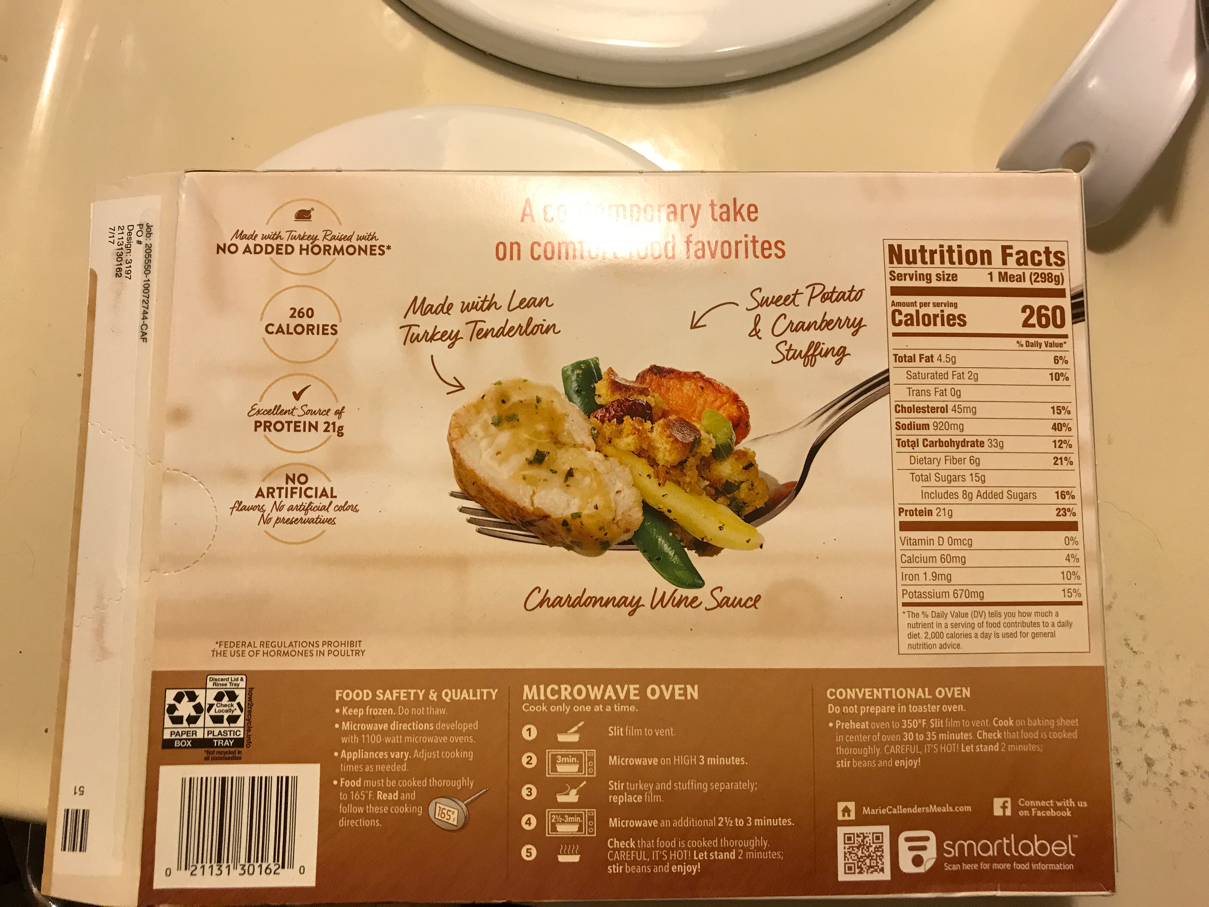 Job: 205550-10072744-CAF
PO #
Design: 3197
2113130162
7/17
51
Made with Turkey Raised with
NO ADDED HORMONES*
260
CALORIES
Excellent Source of
PROTEIN 21g
NO
ARTIFICIAL
flavors, No artificial colors,
No preservatives
*FEDERAL REGULATIONS PROHIBIT
THE USE OF HORMONES IN POULTRY
A contemporary take
on comfort food favorites
Made with Lean
Turkey Tenderloin
Sweet Potato
& Cranberry
Stuffing
Chardonnay Wine Sauce
Nutrition Facts
Serving size 1 Meal (298g)
Amount per serving
Calories 260
% Daily Value*
Total Fat 4.5g 6%
Saturated Fat 2g 10%
Trans Fat 0g
Cholesterol 45mg 15%
Sodium 920mg 40%
Total Carbohydrate 33g 12%
Dietary Fiber 6g 21%
Total Sugars 15g
Includes 8g Added Sugars 16%
Protein 21g 23%
Vitamin D 0mcg 0%
Calcium 60mg 4%
Iron 1.9mg 10%
Potassium 670mg 15%
*The % Daily Value (DV) tells you how much a
nutrient in a serving of food contributes to a daily
diet. 2,000 calories a day is used for general
nutrition advice.
Discard Lid &
Rinse Tray
Check
Locally*
PAPER
BOX
PLASTIC
TRAY
*Not recycled in
all communities
how2recycle.info
0 21131 30162 0
FOOD SAFETY & QUALITY
• Keep frozen. Do not thaw.
• Microwave directions developed
with 1100-watt microwave ovens.
• Appliances vary. Adjust cooking
times as needed.
• Food must be cooked thoroughly
to 165°F. Read and
follow these cooking
directions.
165°
MICROWAVE OVEN
Cook only one at a time.
1 Slit film to vent.
2 3min. Microwave on HIGH 3 minutes.
3 Stir turkey and stuffing separately;
replace film.
4 2½-3min. Microwave an additional 2½ to 3 minutes.
5 Check that food is cooked thoroughly.
CAREFUL, IT'S HOT! Let stand 2 minutes;
stir beans and enjoy!
CONVENTIONAL OVEN
Do not prepare in toaster oven.
• Preheat oven to 350°F. Slit film to vent. Cook on baking sheet
in center of oven 30 to 35 minutes. Check that food is cooked
thoroughly. CAREFUL, IT'S HOT! Let stand 2 minutes;
stir beans and enjoy!
MarieCallendersMeals.com
Connect with us
on Facebook
smartlabel™
Scan here for more food information